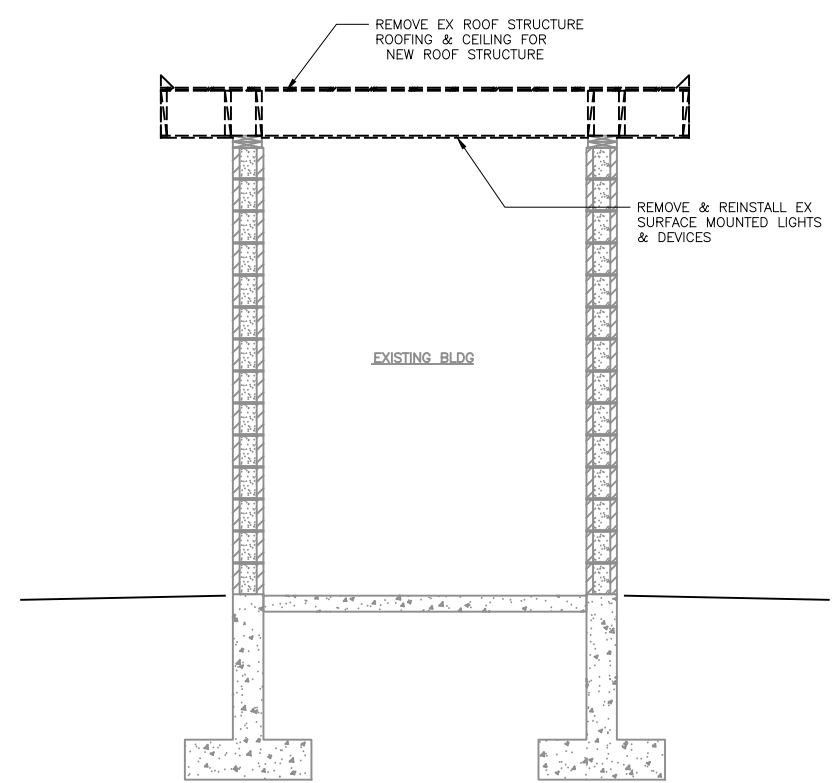 REMOVE EX ROOF STRUCTURE
ROOFING & CEILING FOR
NEW ROOF STRUCTURE
REMOVE & REINSTALL EX
SURFACE MOUNTED LIGHTS
& DEVICES
EXISTING BLDG